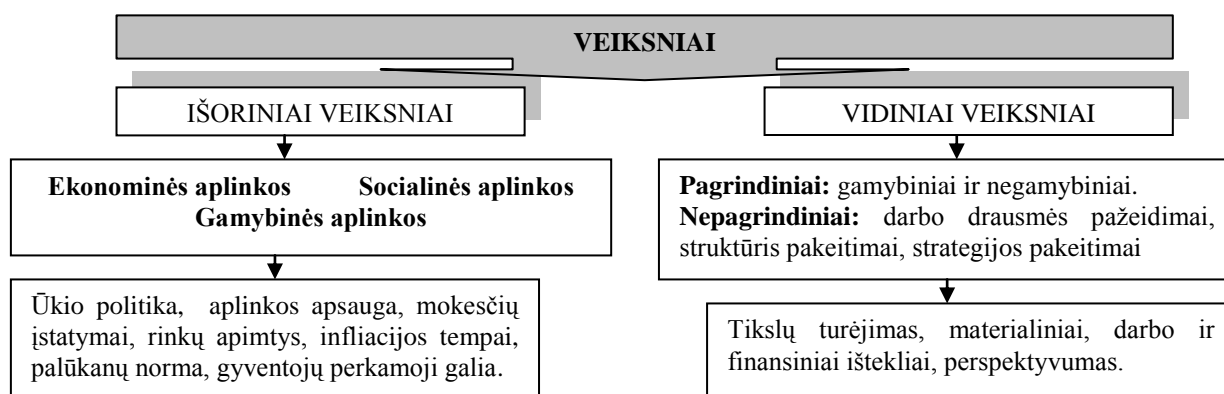 VEIKSNIAI
IŠORINIAI VEIKSNIAI
Ekonominės aplinkos Socialinės aplinkos
Gamybinės aplinkos
Ūkio politika, aplinkos apsauga, mokesčių
įstatymai, rinkų apimtys, infliacijos tempai,
palūkanų norma, gyventojų perkamoji galia.
VIDINIAI VEIKSNIAI
Pagrindiniai: gamybiniai ir negamybiniai.
Nepagrindiniai: darbo drausmės pažeidimai,
struktūris pakeitimai, strategijos pakeitimai
Tikslų turėjimas, materialiniai, darbo ir
finansiniai ištekliai, perspektyvumas.